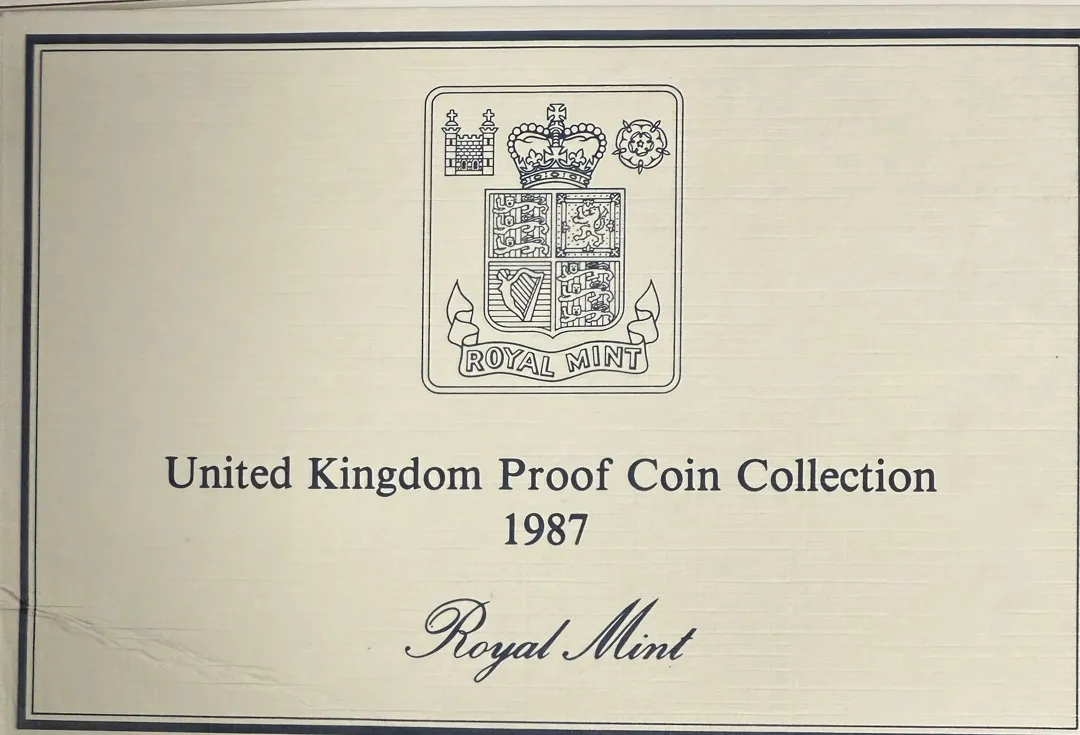 ROYAL MINT
United Kingdom Proof Coin Collection
1987
Royal Mint